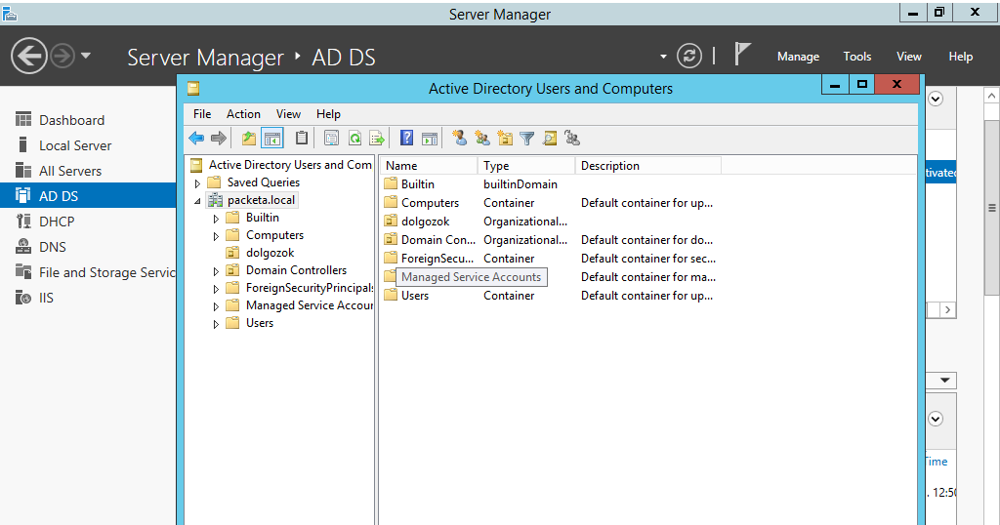 Server Manager
Server Manager • AD DS
Manage Tools View Help
Dashboard
Local Server
All Servers
AD DS
DHCP
DNS
File and Storage Servic
IIS
Active Directory Users and Computers
File Action View Help
Active Directory Users and Com
Saved Queries
packeta.local
Builtin
Computers
dolgozok
Domain Controllers
ForeignSecurityPrincipals
Managed Service Accour
Users
Name Type Description
Builtin builtinDomain
Computers Container Default container for up...
dolgozok Organizational...
Domain Con... Organizational... Default container for do...
ForeignSecu... Container Default container for sec...
Managed Service Accounts Default container for ma...
Users Container Default container for up...
tivated
Time
. 12:50